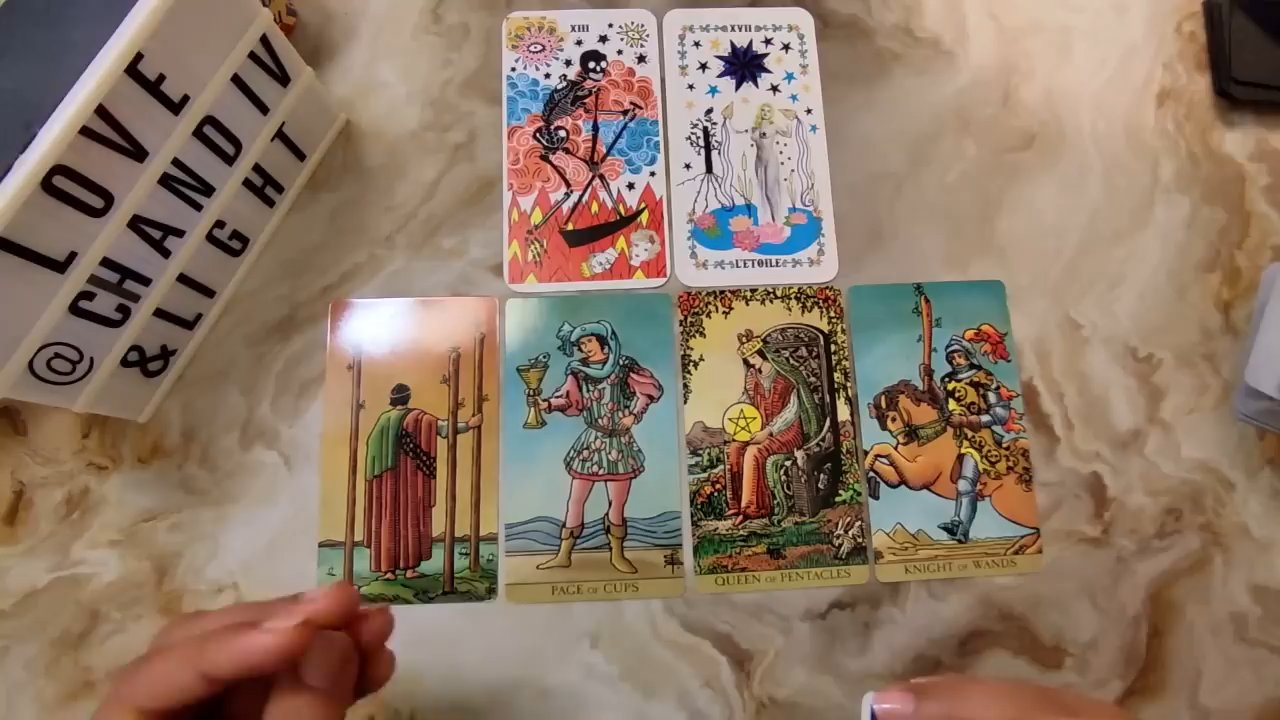 LOVE
@CHANDIV
& LIGHT
XIII
XVII
L'ETOILE
PAGE OF CUPS
QUEEN OF PENTACLES
KNIGHT OF WANDS